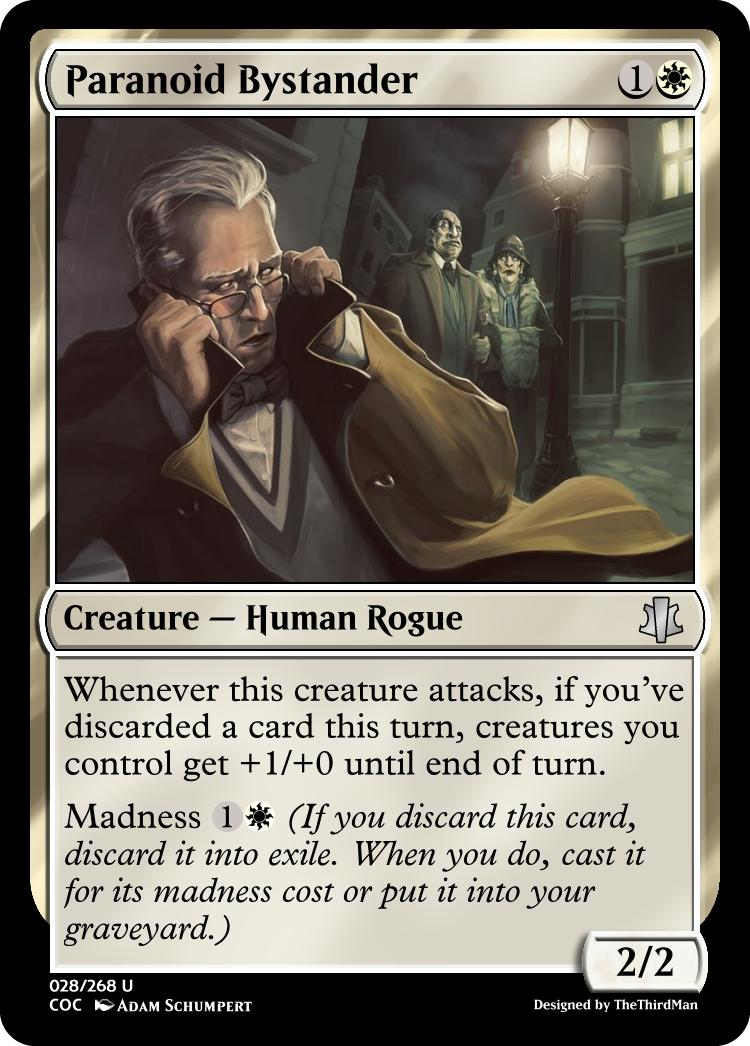 Paranoid Bystander 1
Creature — Human Rogue
Whenever this creature attacks, if you’ve
discarded a card this turn, creatures you
control get +1/+0 until end of turn.
Madness 1 (If you discard this card,
discard it into exile. When you do, cast it
for its madness cost or put it into your
graveyard.)
2/2
028/268 U
COC Adam Schumpert
Designed by TheThirdMan